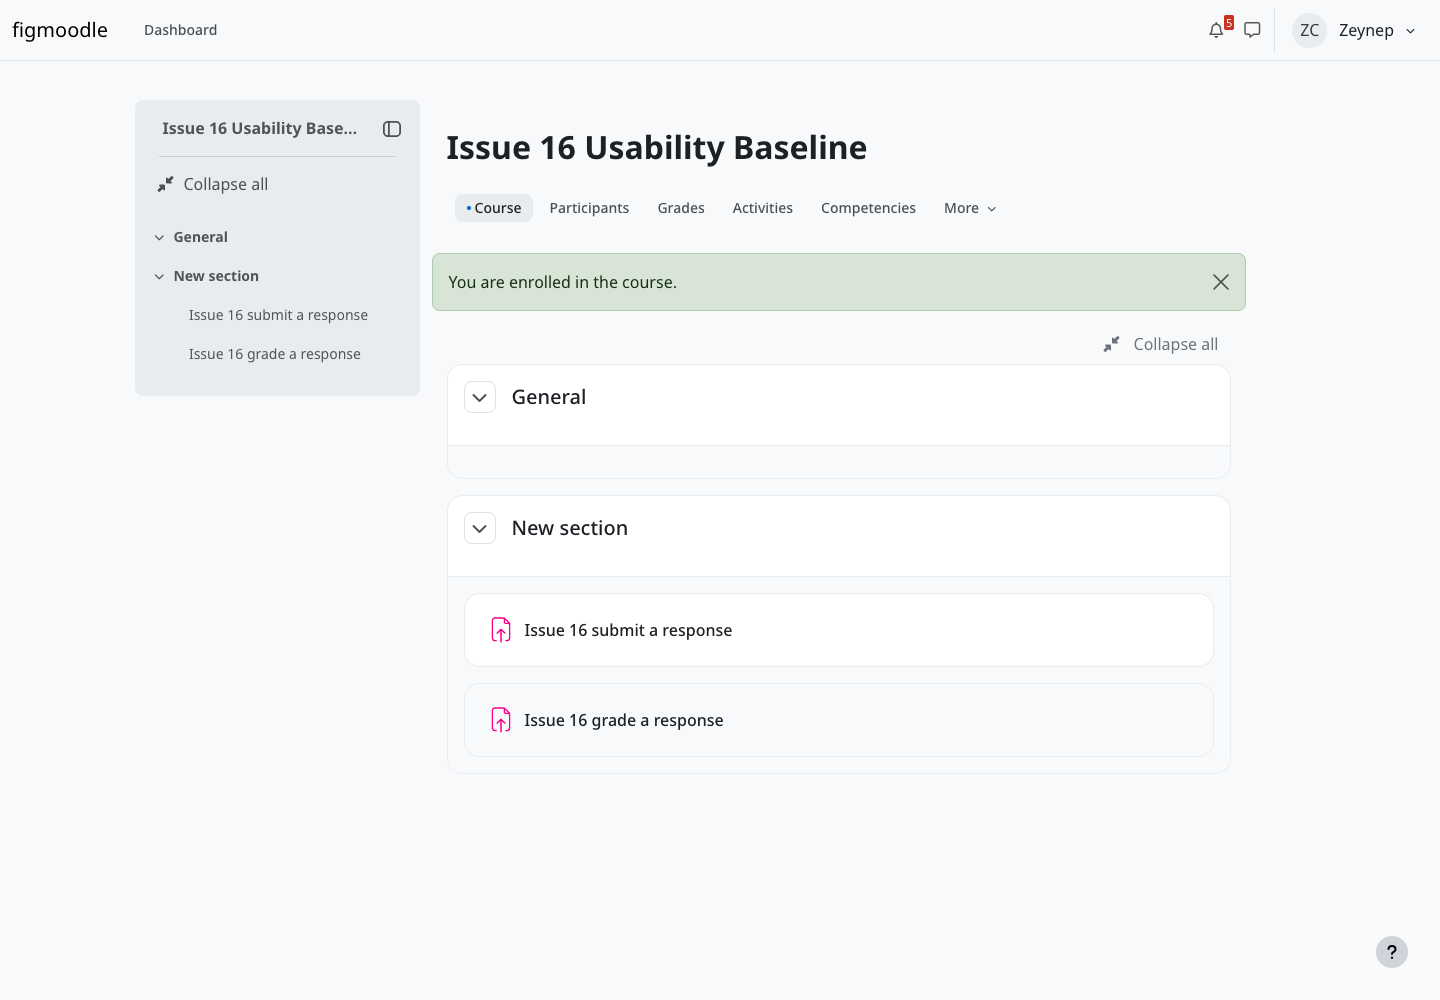 figmoodle
Dashboard
5
ZC
Zeynep
Issue 16 Usability Base...
Collapse all
General
New section
Issue 16 submit a response
Issue 16 grade a response
Issue 16 Usability Baseline
Course
Participants
Grades
Activities
Competencies
More
You are enrolled in the course.
Collapse all
General
New section
Issue 16 submit a response
Issue 16 grade a response
?